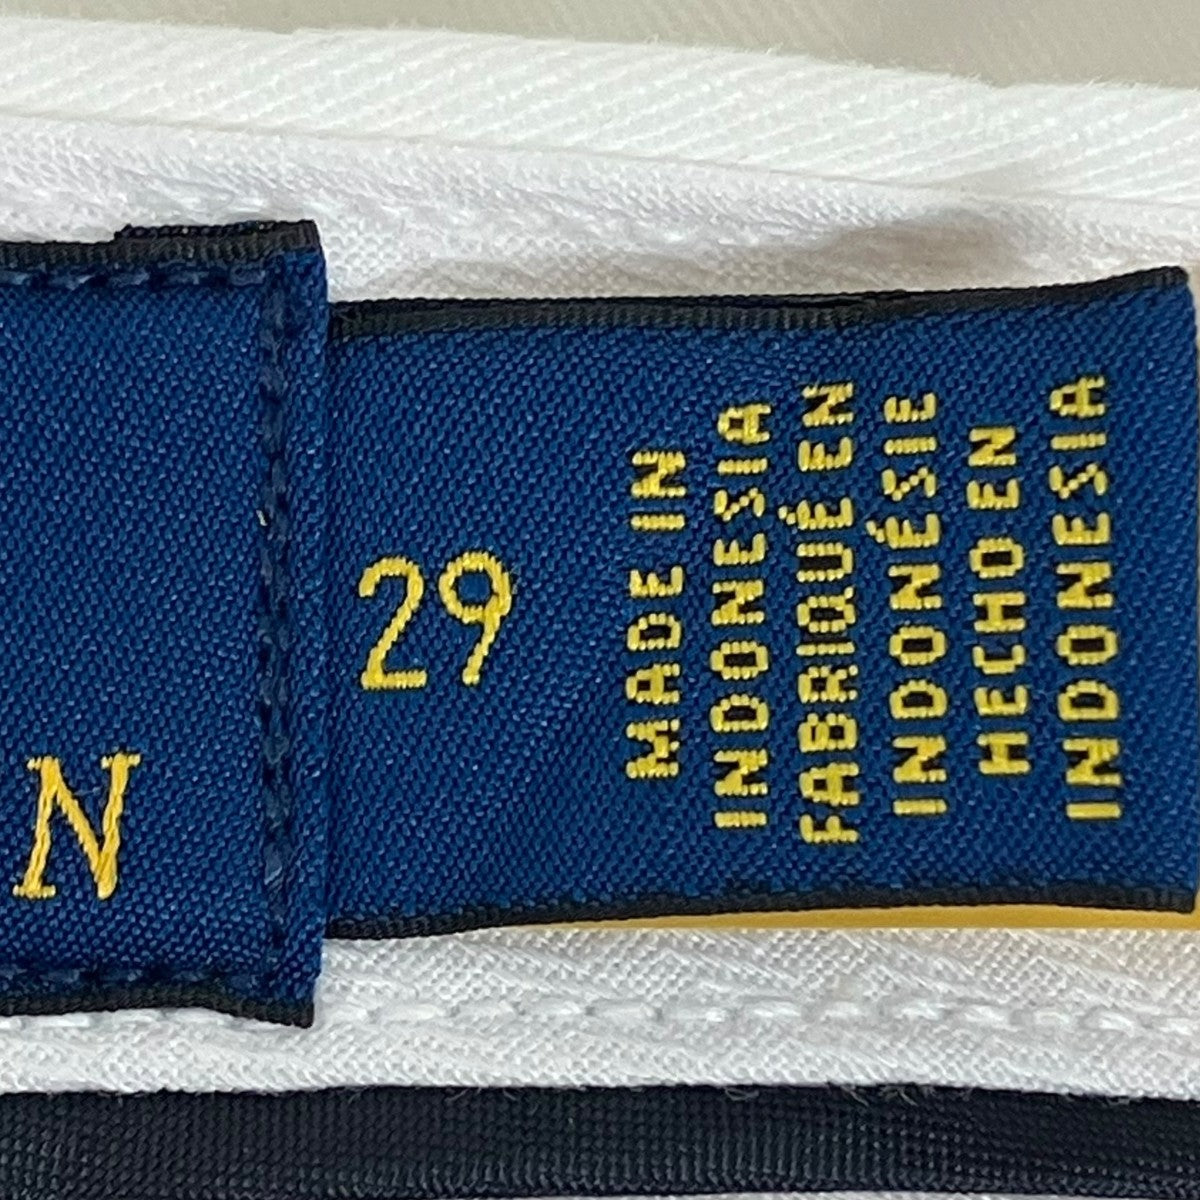 N
29
MADE IN
INDONESIA
FABRIQUÉ EN
INDONÉSIE
HECHO EN
INDONESIA